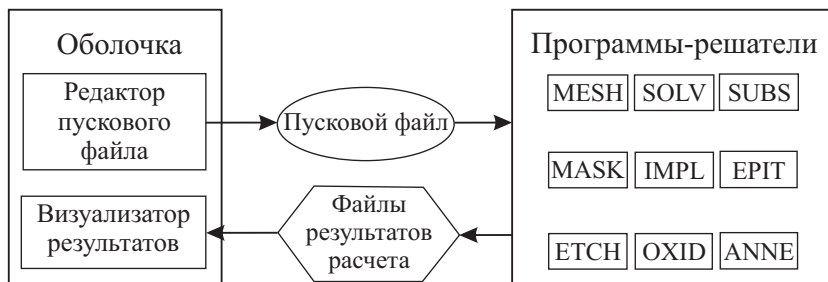 Оболочка
Редактор
пускового
файла
Пусковой файл
Визуализатор
результатов
Файлы
результатов
расчета
Программы-решатели
MESH SOLV SUBS
MASK IMPL EPIT
ETCH OXID ANNE